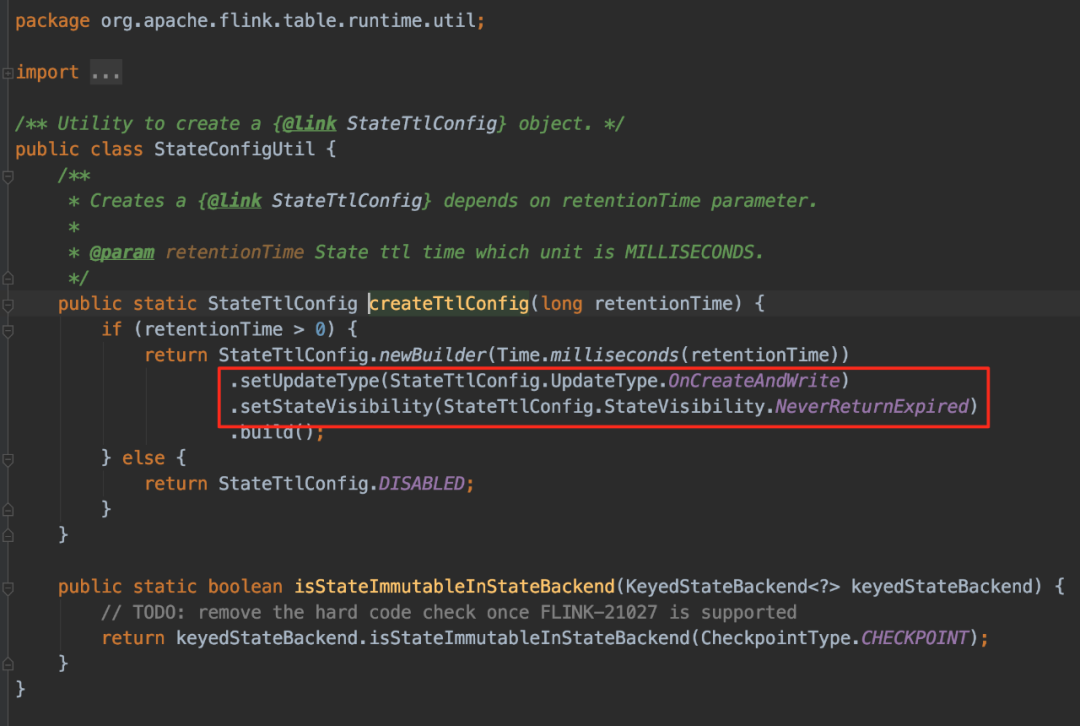 package org.apache.flink.table.runtime.util;
import ...
/** Utility to create a {@link StateTtlConfig} object. */
public class StateConfigUtil {
/**
* Creates a {@link StateTtlConfig} depends on retentionTime parameter.
*
* @param retentionTime State ttl time which unit is MILLISECONDS.
*/
public static StateTtlConfig createTtlConfig(long retentionTime) {
if (retentionTime > 0) {
return StateTtlConfig.newBuilder(Time.milliseconds(retentionTime))
.setUpdateType(StateTtlConfig.UpdateType.OnCreateAndWrite)
.setStateVisibility(StateTtlConfig.StateVisibility.NeverReturnExpired)
.build();
} else {
return StateTtlConfig.DISABLED;
}
}
public static boolean isStateImmutableInStateBackend(KeyedStateBackend<?> keyedStateBackend) {
// TODO: remove the hard code check once FLINK-21027 is supported
return keyedStateBackend.isStateImmutableInStateBackend(CheckpointType.CHECKPOINT);
}
}